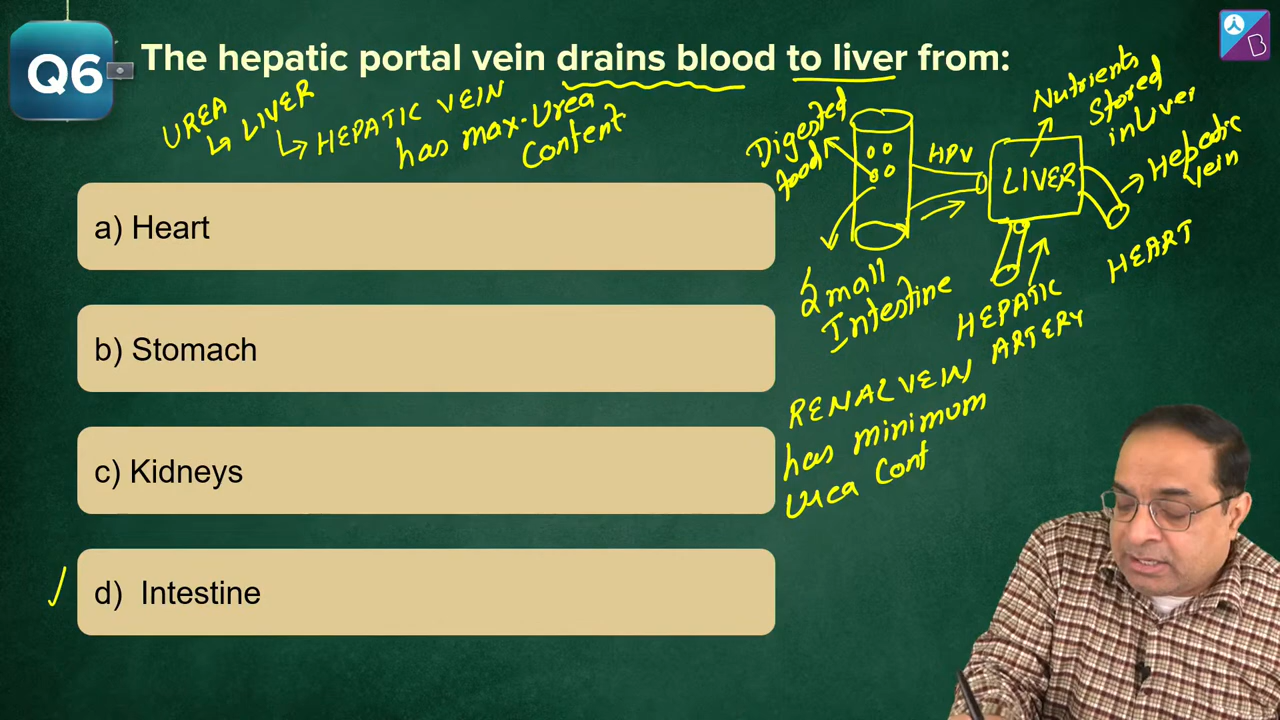 Q6
The hepatic portal vein drains blood to liver from:
UREA
↳ LIVER
↳ HEPATIC VEIN
has max. Urea
Content
a) Heart
b) Stomach
c) Kidneys
d) Intestine
Digested
food
HPV
LIVER
Nutrients
Stored
in Liver
Hepatic
vein
HEART
Small
Intestine
HEPATIC
ARTERY
RENAL VEIN
has minimum
Urea Cont
B